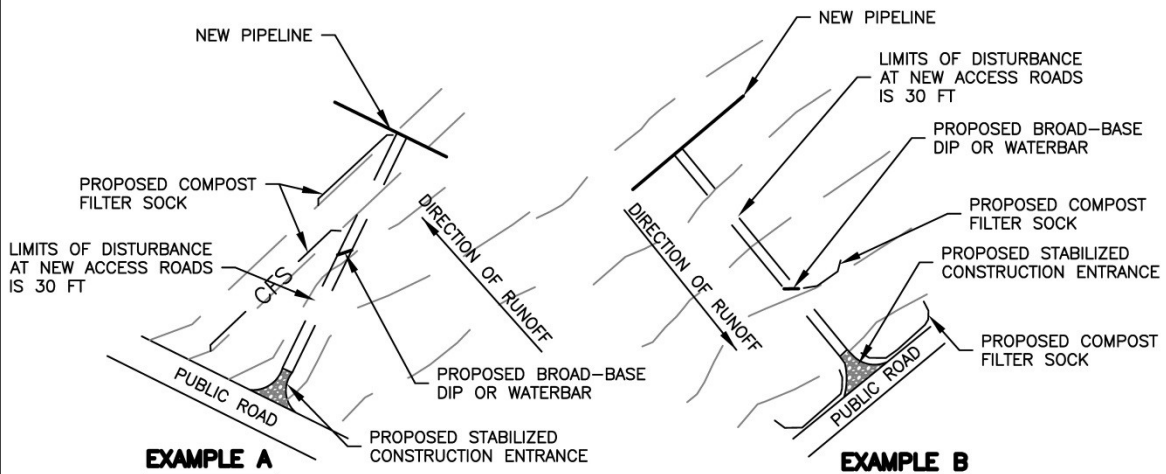 NEW PIPELINE
PROPOSED COMPOST
FILTER SOCK
LIMITS OF DISTURBANCE
AT NEW ACCESS ROADS
IS 30 FT
CFS
DIRECTION OF RUNOFF
PUBLIC ROAD
PROPOSED BROAD-BASE
DIP OR WATERBAR
PROPOSED STABILIZED
CONSTRUCTION ENTRANCE
EXAMPLE A
NEW PIPELINE
LIMITS OF DISTURBANCE
AT NEW ACCESS ROADS
IS 30 FT
PROPOSED BROAD-BASE
DIP OR WATERBAR
PROPOSED COMPOST
FILTER SOCK
PROPOSED STABILIZED
CONSTRUCTION ENTRANCE
DIRECTION OF RUNOFF
PROPOSED COMPOST
FILTER SOCK
PUBLIC ROAD
EXAMPLE B